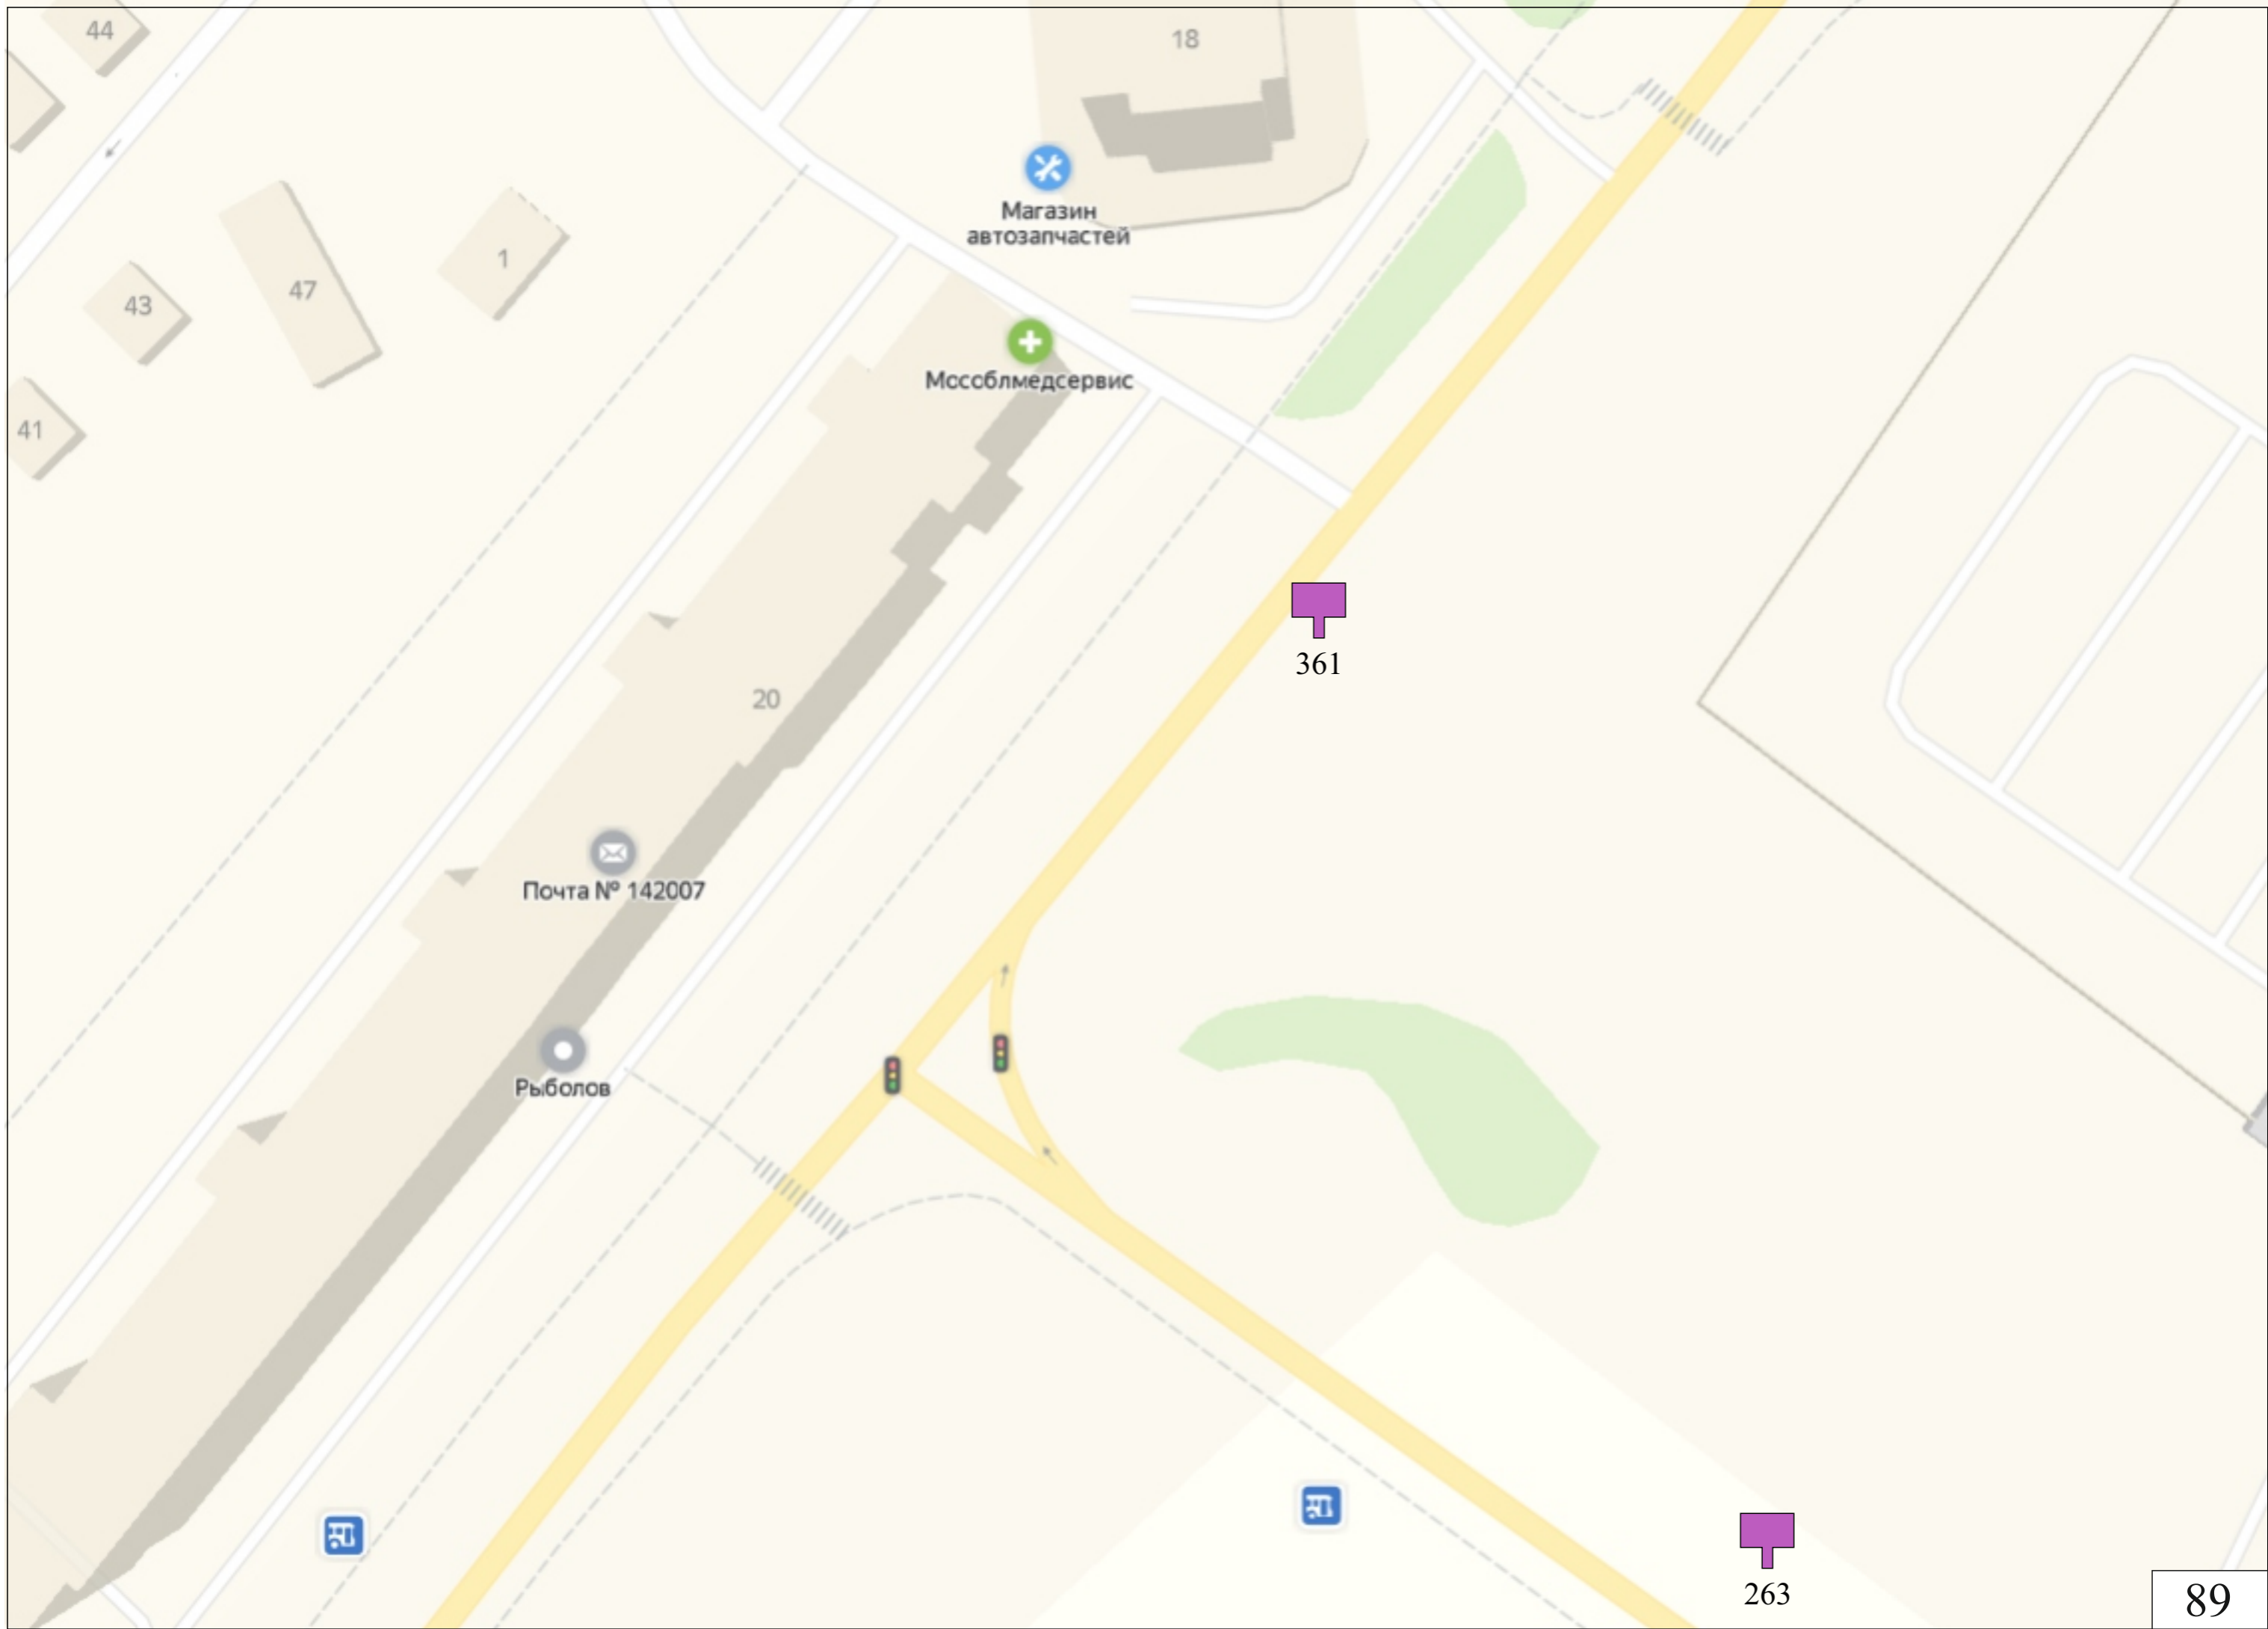 44
18
Магазин
автозапчастей
1
47
43
Мособлмедсервис
41
361
20
Почта № 142007
Рыболов
263
89